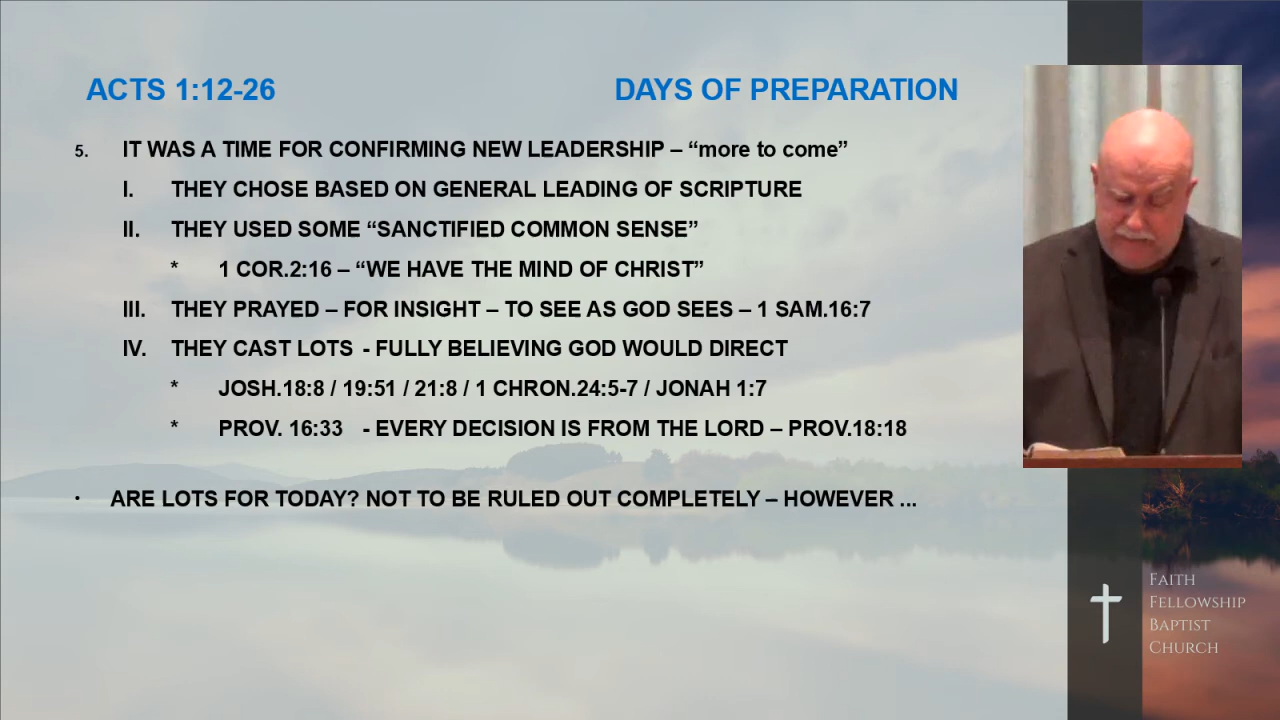 ACTS 1:12-26 DAYS OF PREPARATION
5. IT WAS A TIME FOR CONFIRMING NEW LEADERSHIP – “more to come”
I. THEY CHOSE BASED ON GENERAL LEADING OF SCRIPTURE
II. THEY USED SOME “SANCTIFIED COMMON SENSE”
* 1 COR.2:16 – “WE HAVE THE MIND OF CHRIST”
III. THEY PRAYED – FOR INSIGHT – TO SEE AS GOD SEES – 1 SAM.16:7
IV. THEY CAST LOTS - FULLY BELIEVING GOD WOULD DIRECT
* JOSH.18:8 / 19:51 / 21:8 / 1 CHRON.24:5-7 / JONAH 1:7
* PROV. 16:33 - EVERY DECISION IS FROM THE LORD – PROV.18:18
• ARE LOTS FOR TODAY? NOT TO BE RULED OUT COMPLETELY – HOWEVER ...
FAITH
FELLOWSHIP
BAPTIST
CHURCH